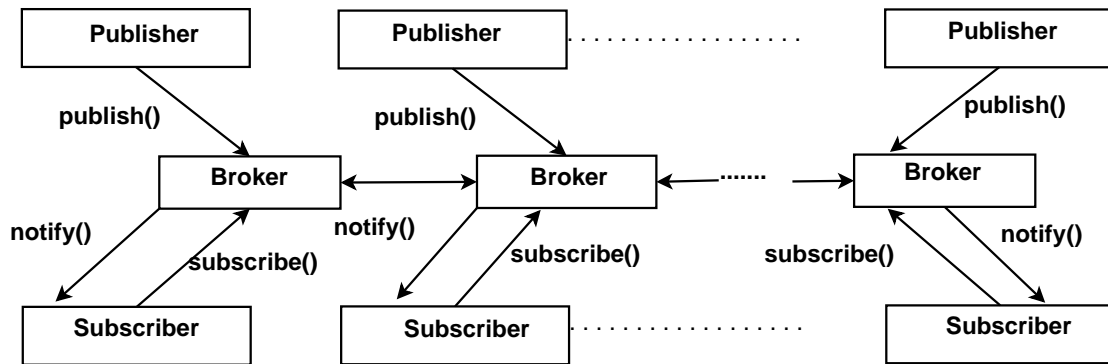 Publisher
Publisher
Publisher
publish()
publish()
publish()
Broker
Broker
Broker
notify()
subscribe()
notify()
subscribe()
subscribe()
notify()
Subscriber
Subscriber
Subscriber